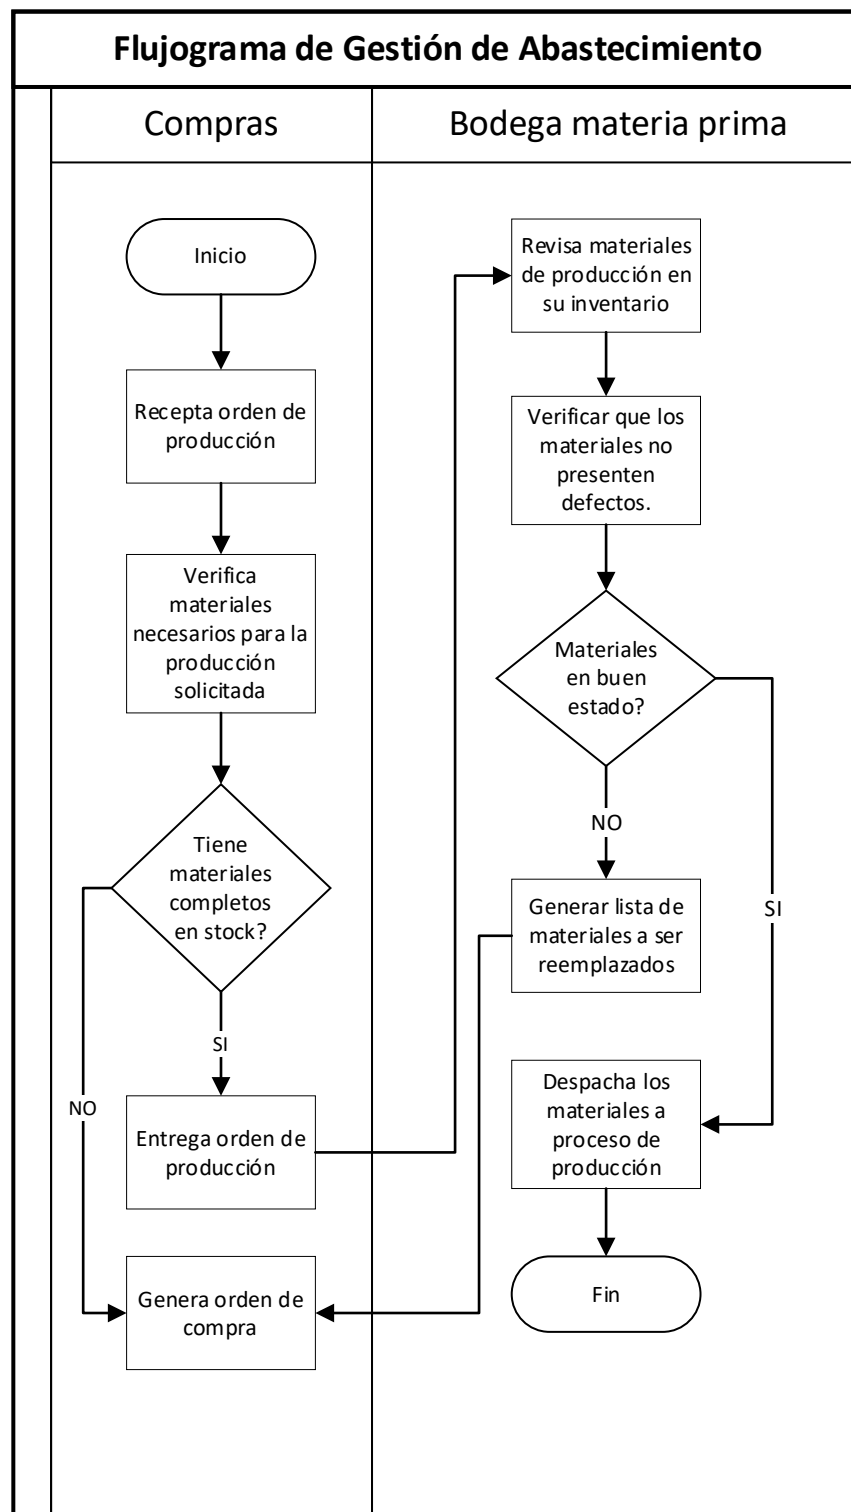 Flujograma de Gestión de Abastecimiento
Compras
Bodega materia prima
Inicio
Recepta orden de
producción
Verifica
materiales
necesarios para la
producción
solicitada
Tiene
materiales
completos
en stock?
SI
NO
Entrega orden de
producción
Genera orden de
compra
Revisa materiales
de producción en
su inventario
Verificar que los
materiales no
presenten
defectos.
Materiales
en buen
estado?
NO
SI
Generar lista de
materiales a ser
reemplazados
Despacha los
materiales a
proceso de
producción
Fin